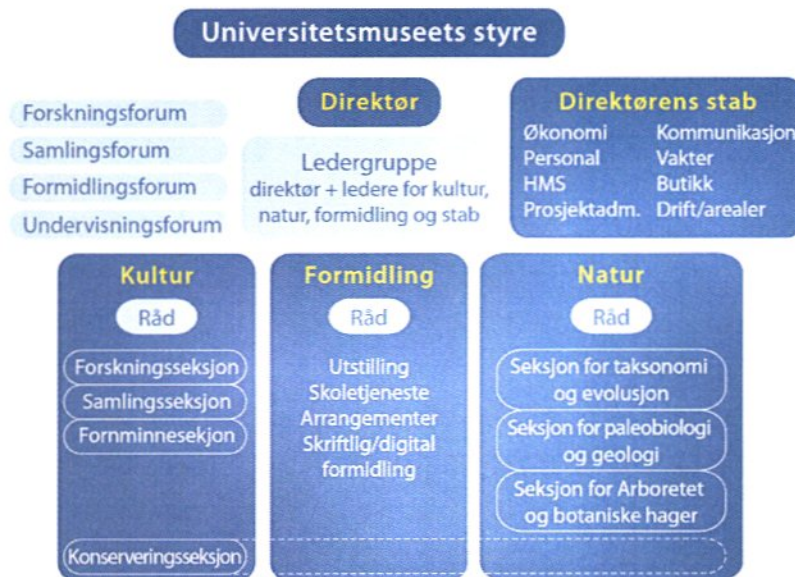 Universitetsmuseets styre
Forskningsforum
Samlingsforum
Formidlingsforum
Undervisningsforum
Direktør
Ledergruppe
direktør + ledere for kultur,
natur, formidling og stab
Direktørens stab
Økonomi Kommunikasjon
Personal Vakter
HMS Butikk
Prosjektadm. Drift/arealer
Kultur
Råd
Forskningsseksjon
Samlingsseksjon
Fornminnesekjon
Konserveringsseksjon
Formidling
Råd
Utstilling
Skoletjeneste
Arrangementer
Skriftlig/digital
formidling
Natur
Råd
Seksjon for taksonomi
og evolusjon
Seksjon for paleobiologi
og geologi
Seksjon for Arboretet
og botaniske hager